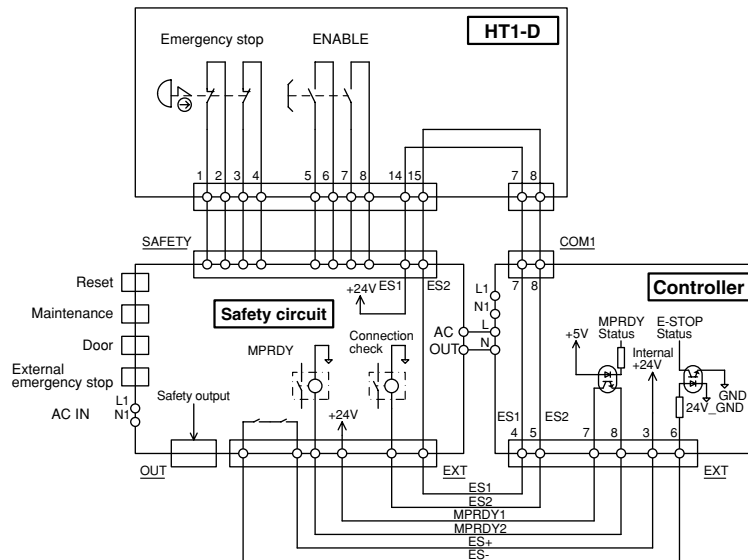 HT1-D
Emergency stop
ENABLE
1 2 3 4 5 6 7 8 14 15 7 8
SAFETY
COM1
ES1 ES2
7 8
+24V
Reset
Maintenance
Door
External
emergency stop
L1
N1
AC IN
Safety output
OUT
Safety circuit
MPRDY
Connection
check
+24V
EXT
AC
OUT
L1
N1
L
N
Controller
MPRDY
Status
E-STOP
Status
+5V
Internal
+24V
GND
24V_GND
ES1 ES2
4 5 7 8 3 6
EXT
ES1
ES2
MPRDY1
MPRDY2
ES+
ES-